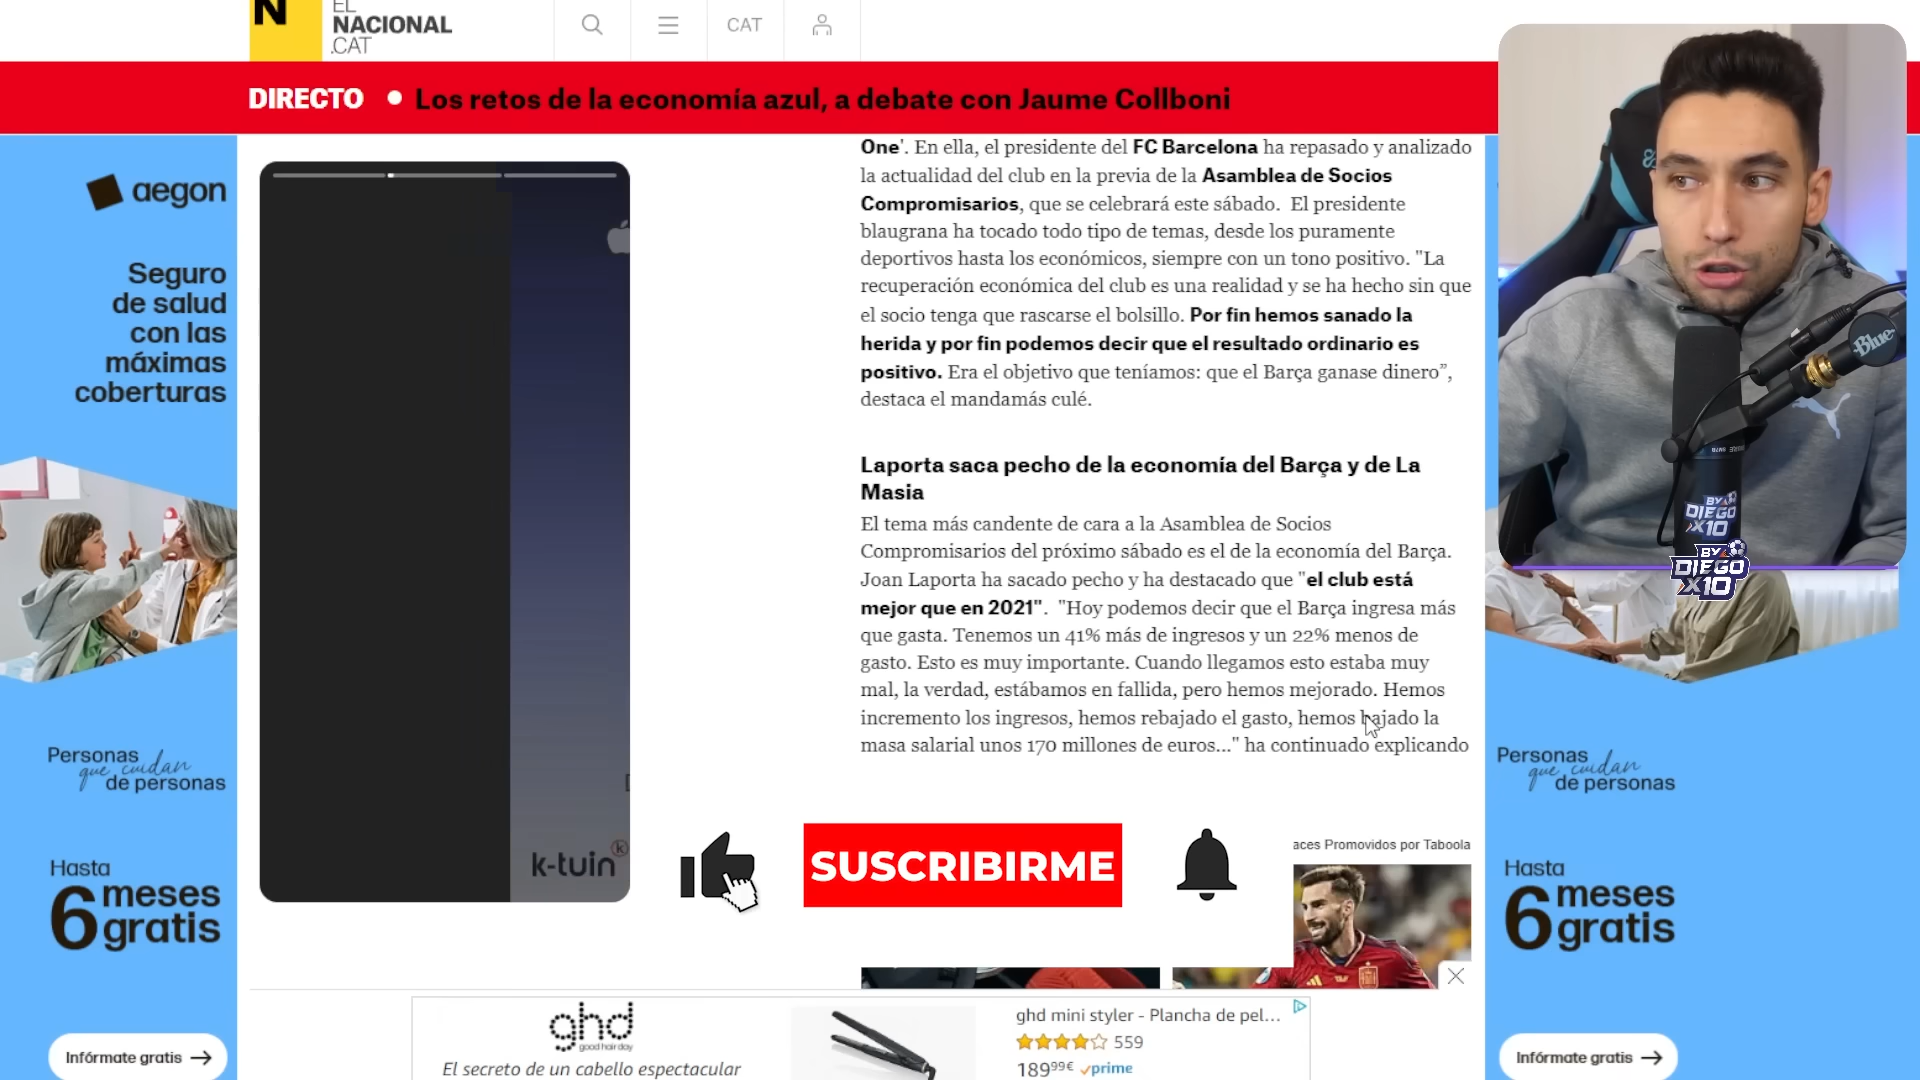 N
EL
NACIONAL
.CAT
CAT
DIRECTO • Los retos de la economía azul, a debate con Jaume Collboni
aegon
Seguro
de salud
con las
máximas
coberturas
Personas
que cuidan
de personas
Hasta
6 meses
gratis
Infórmate gratis →
k-tuin
One'. En ella, el presidente del FC Barcelona ha repasado y analizado
la actualidad del club en la previa de la Asamblea de Socios
Compromisarios, que se celebrará este sábado. El presidente
blaugrana ha tocado todo tipo de temas, desde los puramente
deportivos hasta los económicos, siempre con un tono positivo. "La
recuperación económica del club es una realidad y se ha hecho sin que
el socio tenga que rascarse el bolsillo. Por fin hemos sanado la
herida y por fin podemos decir que el resultado ordinario es
positivo. Era el objetivo que teníamos: que el Barça ganase dinero”,
destaca el mandamás culé.
Laporta saca pecho de la economía del Barça y de La
Masia
El tema más candente de cara a la Asamblea de Socios
Compromisarios del próximo sábado es el de la economía del Barça.
Joan Laporta ha sacado pecho y ha destacado que "el club está
mejor que en 2021". "Hoy podemos decir que el Barça ingresa más
que gasta. Tenemos un 41% más de ingresos y un 22% menos de
gasto. Esto es muy importante. Cuando llegamos esto estaba muy
mal, la verdad, estábamos en fallida, pero hemos mejorado. Hemos
incremento los ingresos, hemos rebajado el gasto, hemos bajado la
masa salarial unos 170 millones de euros..." ha continuado explicando
SUSCRIBIRME
aces Promovidos por Taboola
ghd
good hair day
El secreto de un cabello espectacular
ghd mini styler - Plancha de pel...
559
189,99€ prime
Blue
BY
DIEGO
X10
BY
DIEGO
X10
Personas
que cuidan
de personas
Hasta
6 meses
gratis
Infórmate gratis →